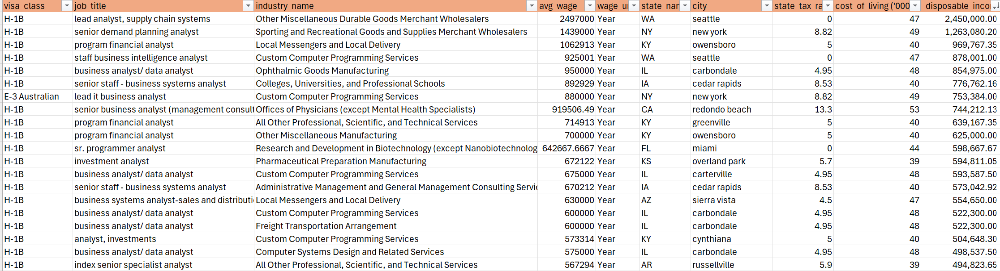 visa_class job_title industry_name avg_wage wage_ur state_nar city state_tax_ra cost_of_living ('000 disposable_incor
H-1B lead analyst, supply chain systems Other Miscellaneous Durable Goods Merchant Wholesalers 2497000 Year WA seattle 0 47 2,450,000.00
H-1B senior demand planning analyst Sporting and Recreational Goods and Supplies Merchant Wholesalers 1439000 Year NY new york 8.82 49 1,263,080.20
H-1B program financial analyst Local Messengers and Local Delivery 1062913 Year KY owensboro 5 40 969,767.35
H-1B staff business intelligence analyst Custom Computer Programming Services 925001 Year WA seattle 0 47 878,001.00
H-1B business analyst/ data analyst Ophthalmic Goods Manufacturing 950000 Year IL carbondale 4.95 48 854,975.00
H-1B senior staff - business systems analyst Colleges, Universities, and Professional Schools 892929 Year IA cedar rapids 8.53 40 776,762.16
E-3 Australian lead it business analyst Custom Computer Programming Services 880000 Year NY new york 8.82 49 753,384.00
H-1B senior business analyst (management consult Offices of Physicians (except Mental Health Specialists) 919506.49 Year CA redondo beach 13.3 53 744,212.13
H-1B program financial analyst All Other Professional, Scientific, and Technical Services 714913 Year KY greenville 5 40 639,167.35
H-1B program financial analyst Other Miscellaneous Manufacturing 700000 Year KY owensboro 5 40 625,000.00
H-1B sr. programmer analyst Research and Development in Biotechnology (except Nanobiotechnolog 642667.6667 Year FL miami 0 44 598,667.67
H-1B investment analyst Pharmaceutical Preparation Manufacturing 672122 Year KS overland park 5.7 39 594,811.05
H-1B business analyst/ data analyst Custom Computer Programming Services 675000 Year IL carterville 4.95 48 593,587.50
H-1B senior staff - business systems analyst Administrative Management and General Management Consulting Servic 670212 Year IA cedar rapids 8.53 40 573,042.92
H-1B business systems analyst-sales and distributi Local Messengers and Local Delivery 630000 Year AZ sierra vista 4.5 47 554,650.00
H-1B business analyst/ data analyst Custom Computer Programming Services 600000 Year IL carbondale 4.95 48 522,300.00
H-1B business analyst/ data analyst Freight Transportation Arrangement 600000 Year IL carbondale 4.95 48 522,300.00
H-1B analyst, investments Custom Computer Programming Services 573314 Year KY cynthiana 5 40 504,648.30
H-1B business analyst/ data analyst Computer Systems Design and Related Services 575000 Year IL carbondale 4.95 48 498,537.50
H-1B index senior specialist analyst All Other Professional, Scientific, and Technical Services 567294 Year AR russellville 5.9 39 494,823.65